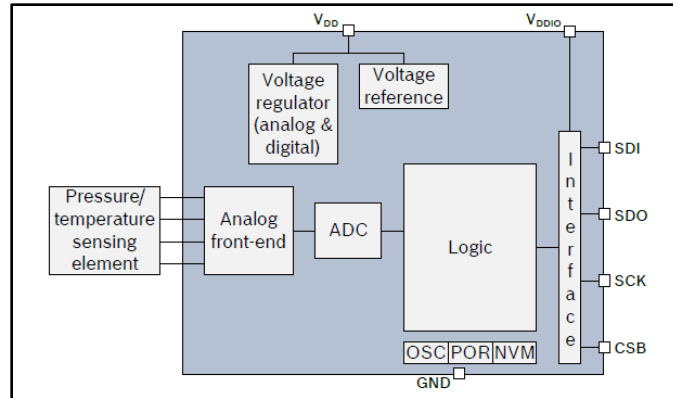 VDD
VDDIO
Voltage
regulator
(analog &
digital)
Voltage
reference
Pressure/
temperature
sensing
element
Analog
front-end
ADC
Logic
Interface
SDI
SDO
SCK
CSB
OSC POR NVM
GND